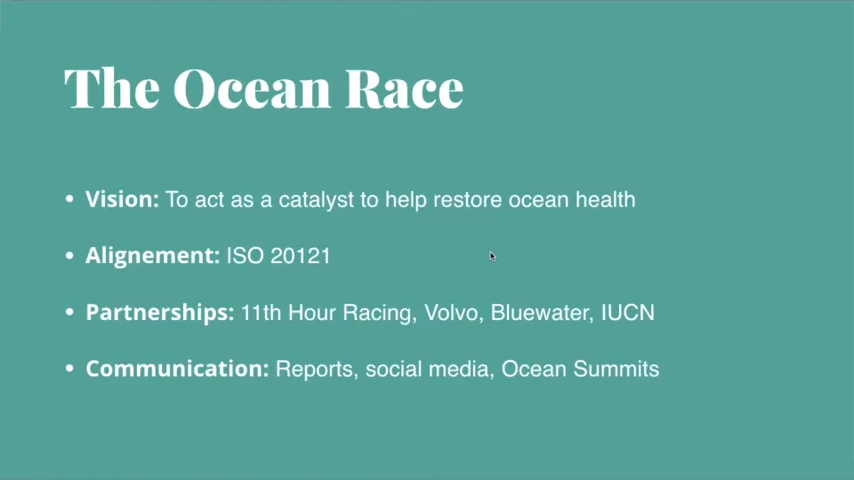 The Ocean Race
• Vision: To act as a catalyst to help restore ocean health
• Alignement: ISO 20121
• Partnerships: 11th Hour Racing, Volvo, Bluewater, IUCN
• Communication: Reports, social media, Ocean Summits